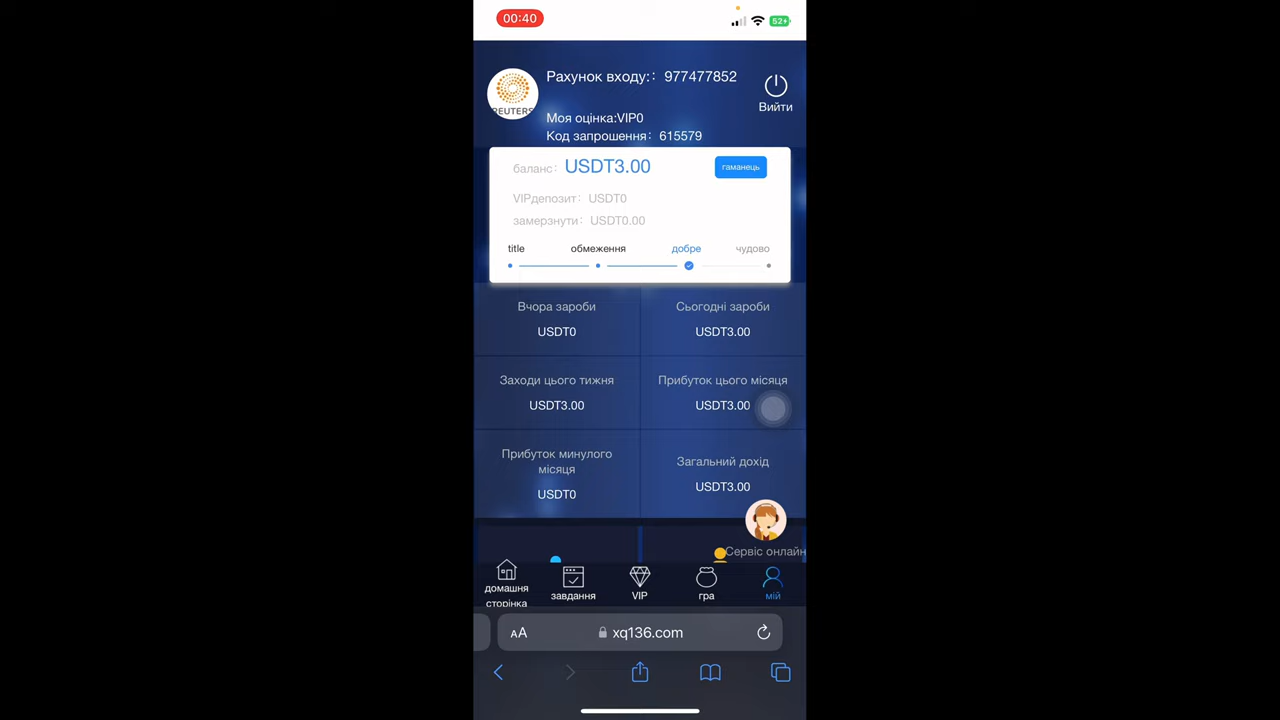 00:40
52
Рахунок входу:: 977477852
REUTERS
Вийти
Моя оцінка:VIP0
Код запрошення: 615579
баланс: USDT3.00
гаманець
VIPдепозит: USDT0
замерзнути: USDT0.00
title обмеження добре чудово
Вчора зароби Сьогодні зароби
USDT0 USDT3.00
Заходи цього тижня Прибуток цього місяця
USDT3.00 USDT3.00
Прибуток минулого
місяця
Загальний дохід
USDT0 USDT3.00
Сервіс онлайн
домашня
сторінка
завдання VIP гра мій
AA xq136.com